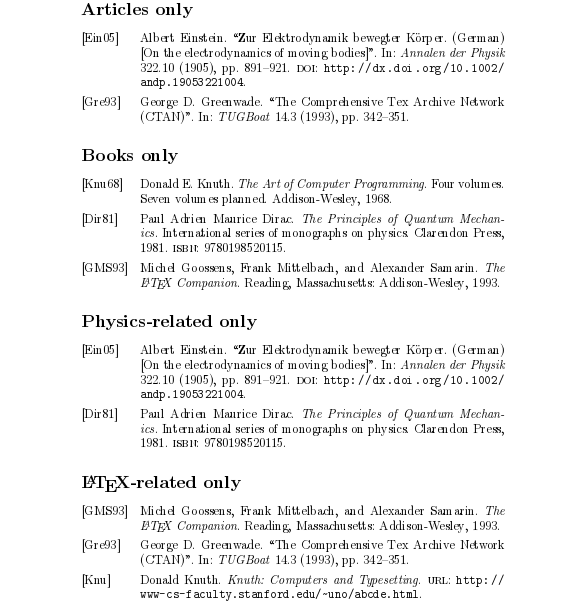 Articles only
[Ein05] Albert Einstein. “Zur Elektrodynamik bewegter Körper. (German)
[On the electrodynamics of moving bodies]”. In: Annalen der Physik
322.10 (1905), pp. 891–921. DOI: http://dx.doi.org/10.1002/
andp.19053221004.
[Gre93] George D. Greenwade. “The Comprehensive Tex Archive Network
(CTAN)”. In: TUGBoat 14.3 (1993), pp. 342–351.
Books only
[Knu68] Donald E. Knuth. The Art of Computer Programming. Four volumes.
Seven volumes planned. Addison-Wesley, 1968.
[Dir81] Paul Adrien Maurice Dirac. The Principles of Quantum Mechan-
ics. International series of monographs on physics. Clarendon Press,
1981. ISBN: 9780198520115.
[GMS93] Michel Goossens, Frank Mittelbach, and Alexander Samarin. The
LATEX Companion. Reading, Massachusetts: Addison-Wesley, 1993.
Physics-related only
[Ein05] Albert Einstein. “Zur Elektrodynamik bewegter Körper. (German)
[On the electrodynamics of moving bodies]”. In: Annalen der Physik
322.10 (1905), pp. 891–921. DOI: http://dx.doi.org/10.1002/
andp.19053221004.
[Dir81] Paul Adrien Maurice Dirac. The Principles of Quantum Mechan-
ics. International series of monographs on physics. Clarendon Press,
1981. ISBN: 9780198520115.
LATEX-related only
[GMS93] Michel Goossens, Frank Mittelbach, and Alexander Samarin. The
LATEX Companion. Reading, Massachusetts: Addison-Wesley, 1993.
[Gre93] George D. Greenwade. “The Comprehensive Tex Archive Network
(CTAN)”. In: TUGBoat 14.3 (1993), pp. 342–351.
[Knu] Donald Knuth. Knuth: Computers and Typesetting. URL: http://
www-cs-faculty.stanford.edu/~uno/abcde.html.